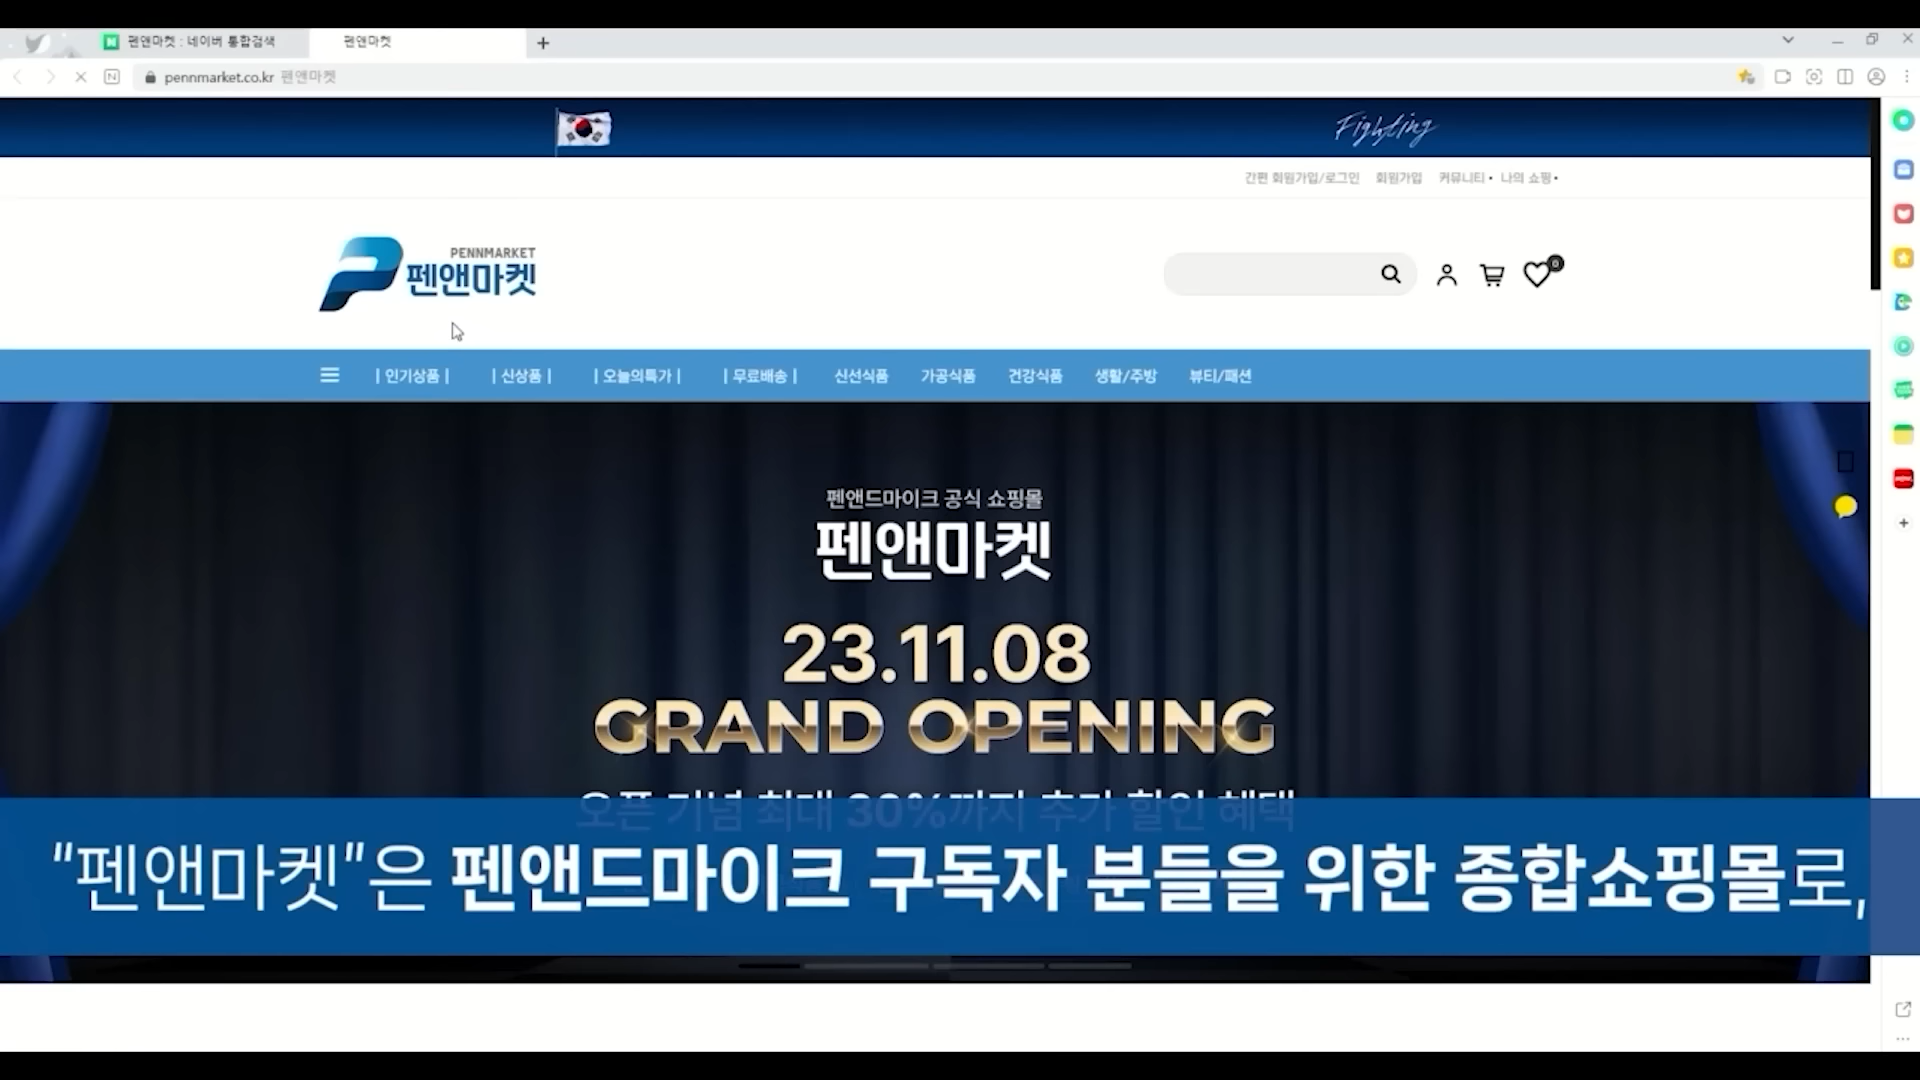 펜앤마켓 : 네이버 통합검색
펜앤마켓
pennmarket.co.kr 펜앤마켓
Fighting
간편 회원가입/로그인 회원가입 커뮤니티 나의 쇼핑
PENNMARKET
펜앤마켓
0
| 인기상품 | | 신상품 | | 오늘의특가 | | 무료배송 | 신선식품 가공식품 건강식품 생활/주방 뷰티/패션
펜앤드마이크 공식 쇼핑몰
펜앤마켓
23.11.08
GRAND OPENING
오픈 기념 최대 30%까지 추가 할인 혜택
"펜앤마켓"은 펜앤드마이크 구독자 분들을 위한 종합쇼핑몰로,